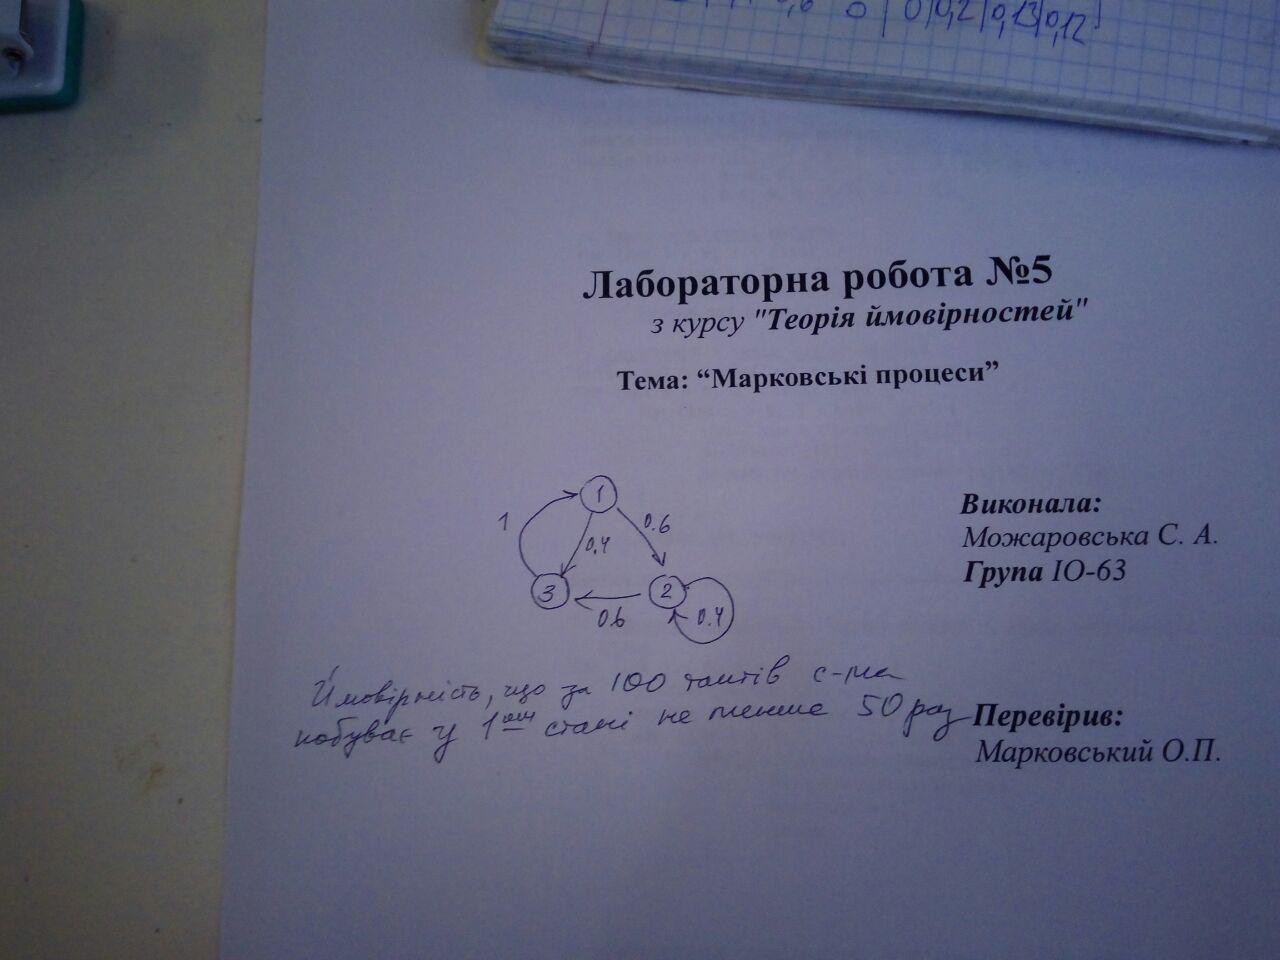 0,6 0 0 0,2 0,13 0,12
Лабораторна робота №5
з курсу "Теорія ймовірностей"
Тема: “Марковські процеси”
1
1
0.6
0.4
3
2
0.6
0.4
Виконала:
Можаровська С. А.
Група ІО-63
Ймовірність, що за 100 тактів с-ма
побуває у 1ому стані не менше 50 раз
Перевірив:
Марковський О.П.